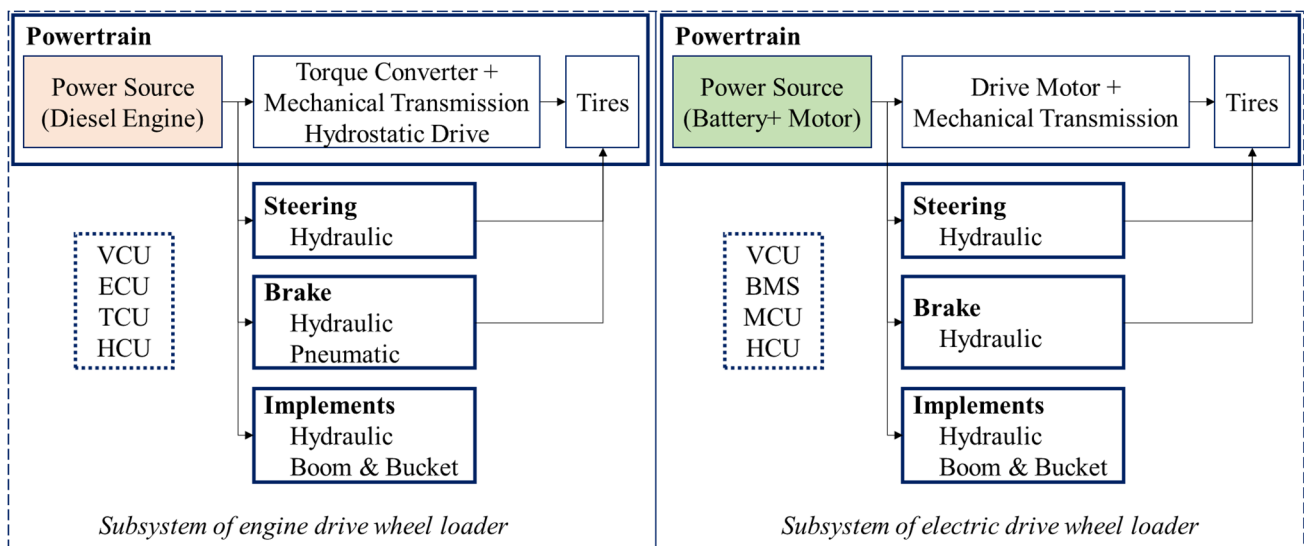 Powertrain
Power Source
(Diesel Engine)
Torque Converter +
Mechanical Transmission
Hydrostatic Drive
Tires
Steering
Hydraulic
VCU
ECU
TCU
HCU
Brake
Hydraulic
Pneumatic
Implements
Hydraulic
Boom & Bucket
Subsystem of engine drive wheel loader
Powertrain
Power Source
(Battery+ Motor)
Drive Motor +
Mechanical Transmission
Tires
Steering
Hydraulic
VCU
BMS
MCU
HCU
Brake
Hydraulic
Implements
Hydraulic
Boom & Bucket
Subsystem of electric drive wheel loader